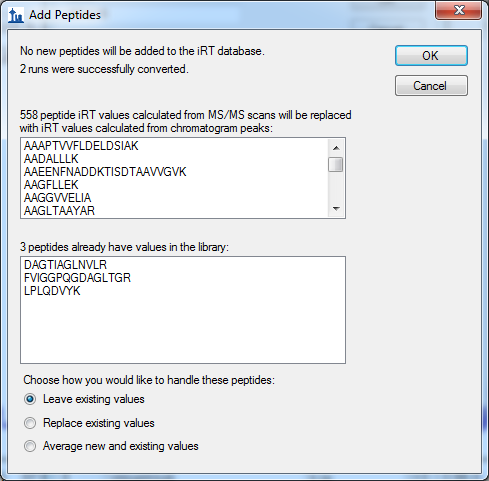 Add Peptides
No new peptides will be added to the iRT database.
2 runs were successfully converted.
OK
Cancel
558 peptide iRT values calculated from MS/MS scans will be replaced
with iRT values calculated from chromatogram peaks:
AAAPTVVFLDELDSIAK
AADALLLK
AAEENFNADDKTISDTAAVVGVK
AAGFLLEK
AAGGVVELIA
AAGLTAAYAR
3 peptides already have values in the library:
DAGTIAGLNVLR
FVIGGPQGDAGLTGR
LPLQDVYK
Choose how you would like to handle these peptides:
Leave existing values
Replace existing values
Average new and existing values